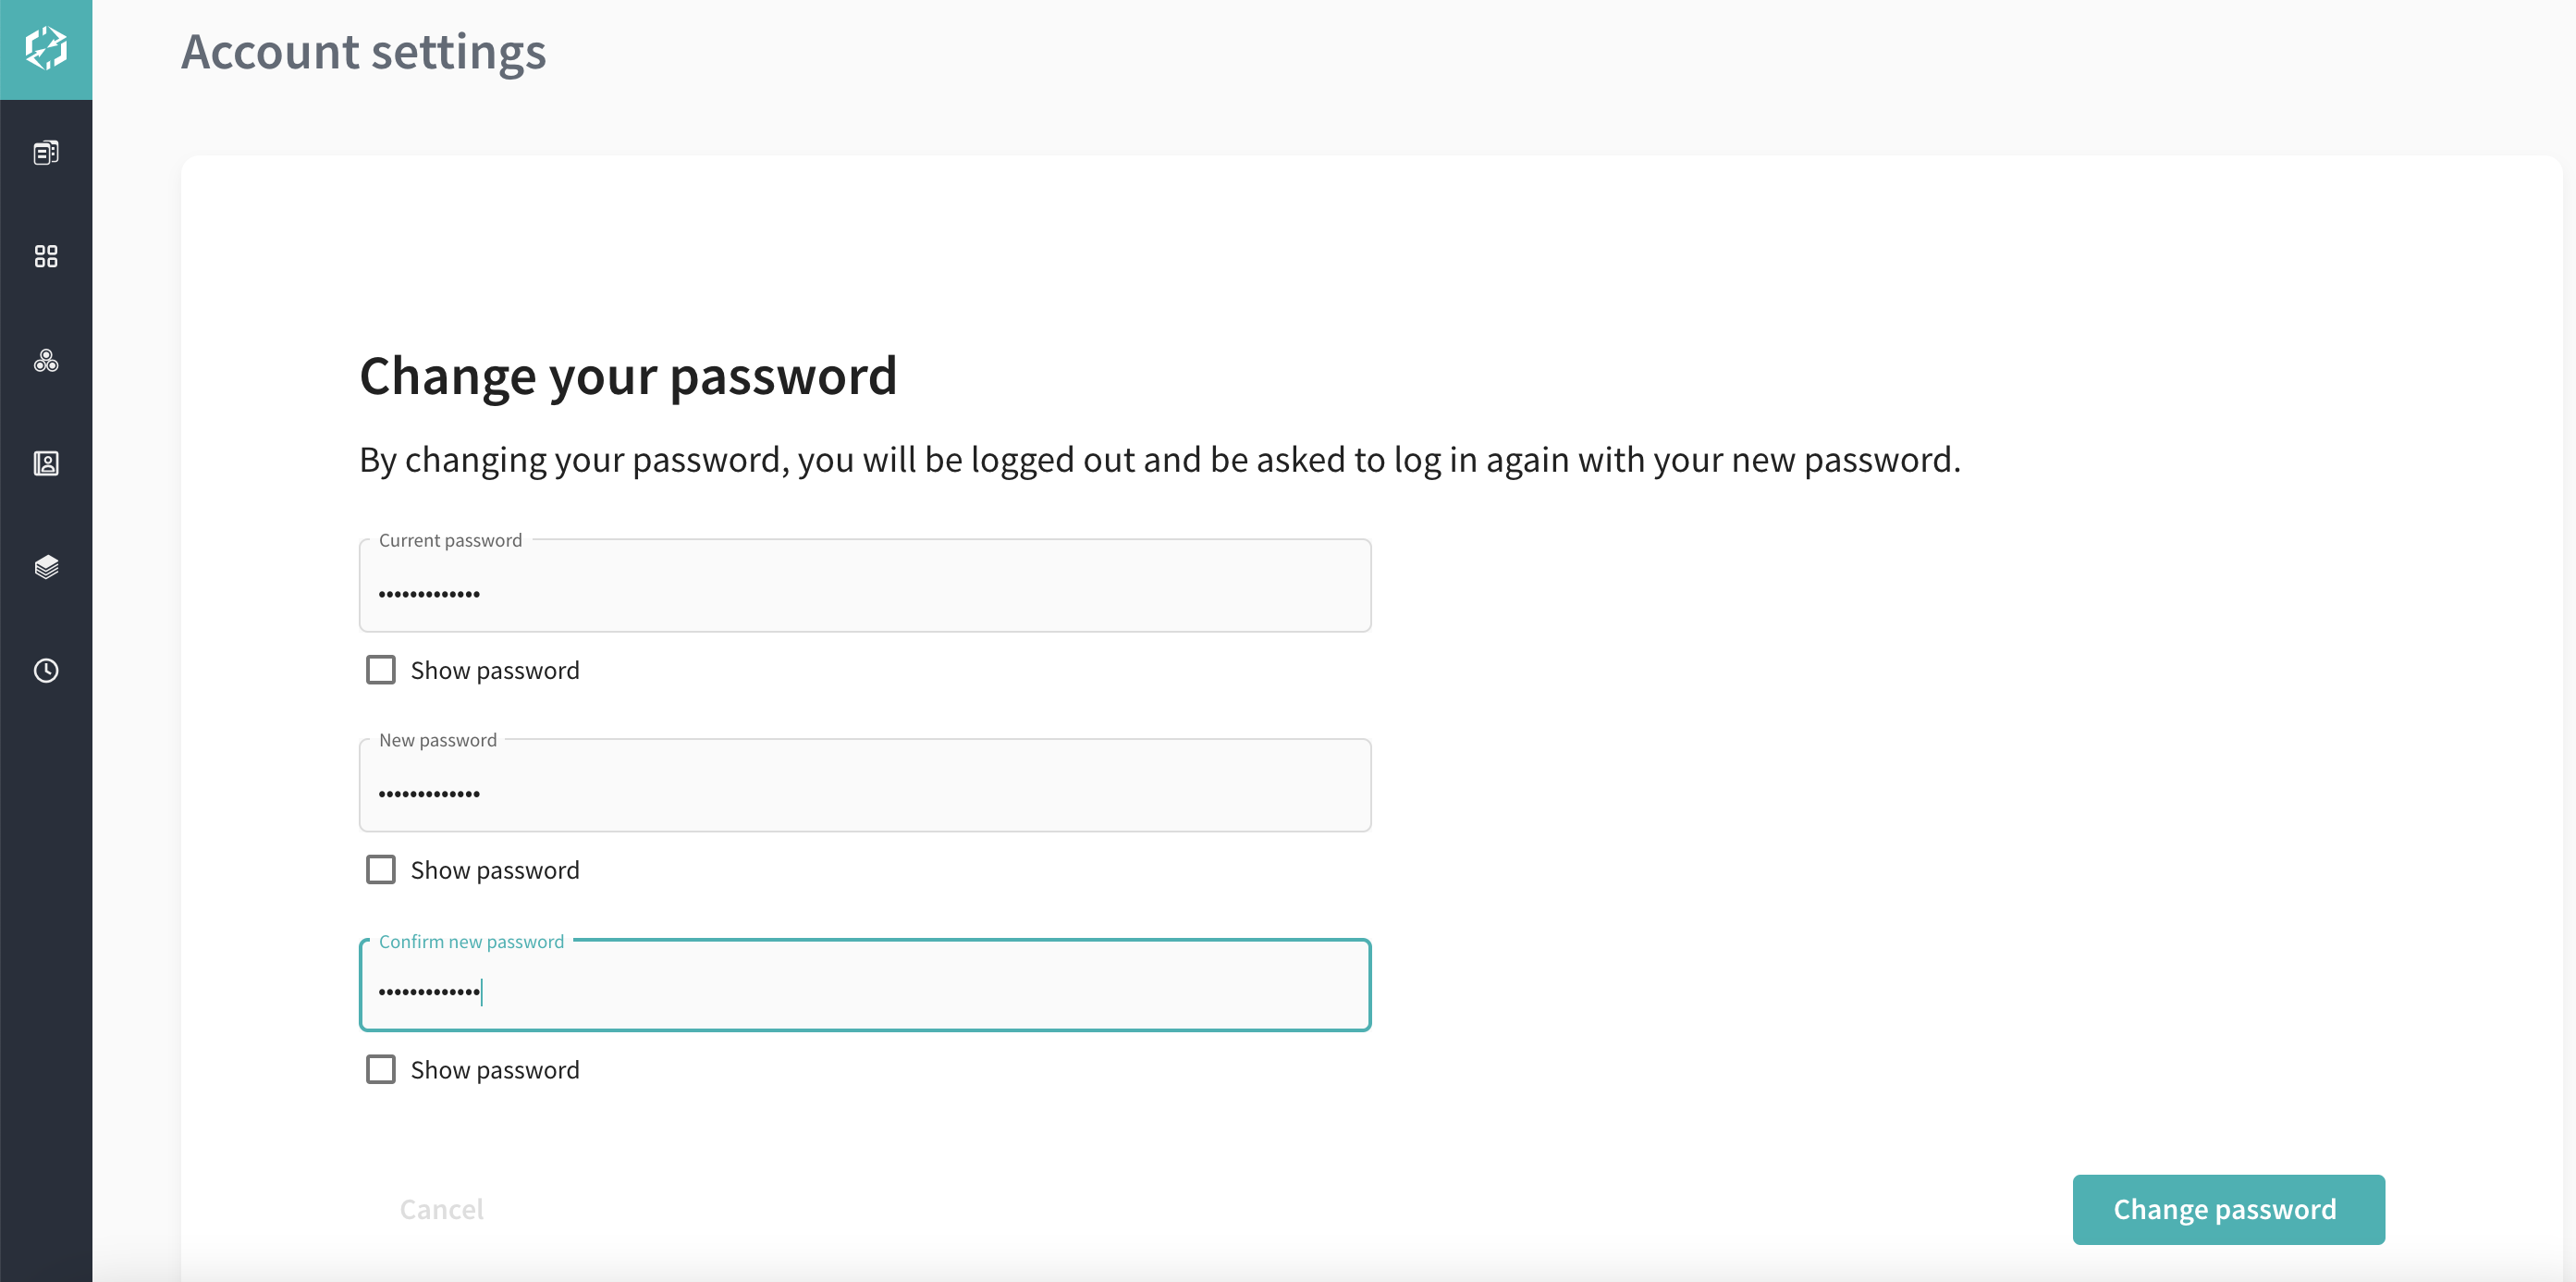 Account settings
Change your password
By changing your password, you will be logged out and be asked to log in again with your new password.
Current password
•••••••••••••
Show password
New password
•••••••••••••
Show password
Confirm new password
•••••••••••••
Show password
Cancel
Change password